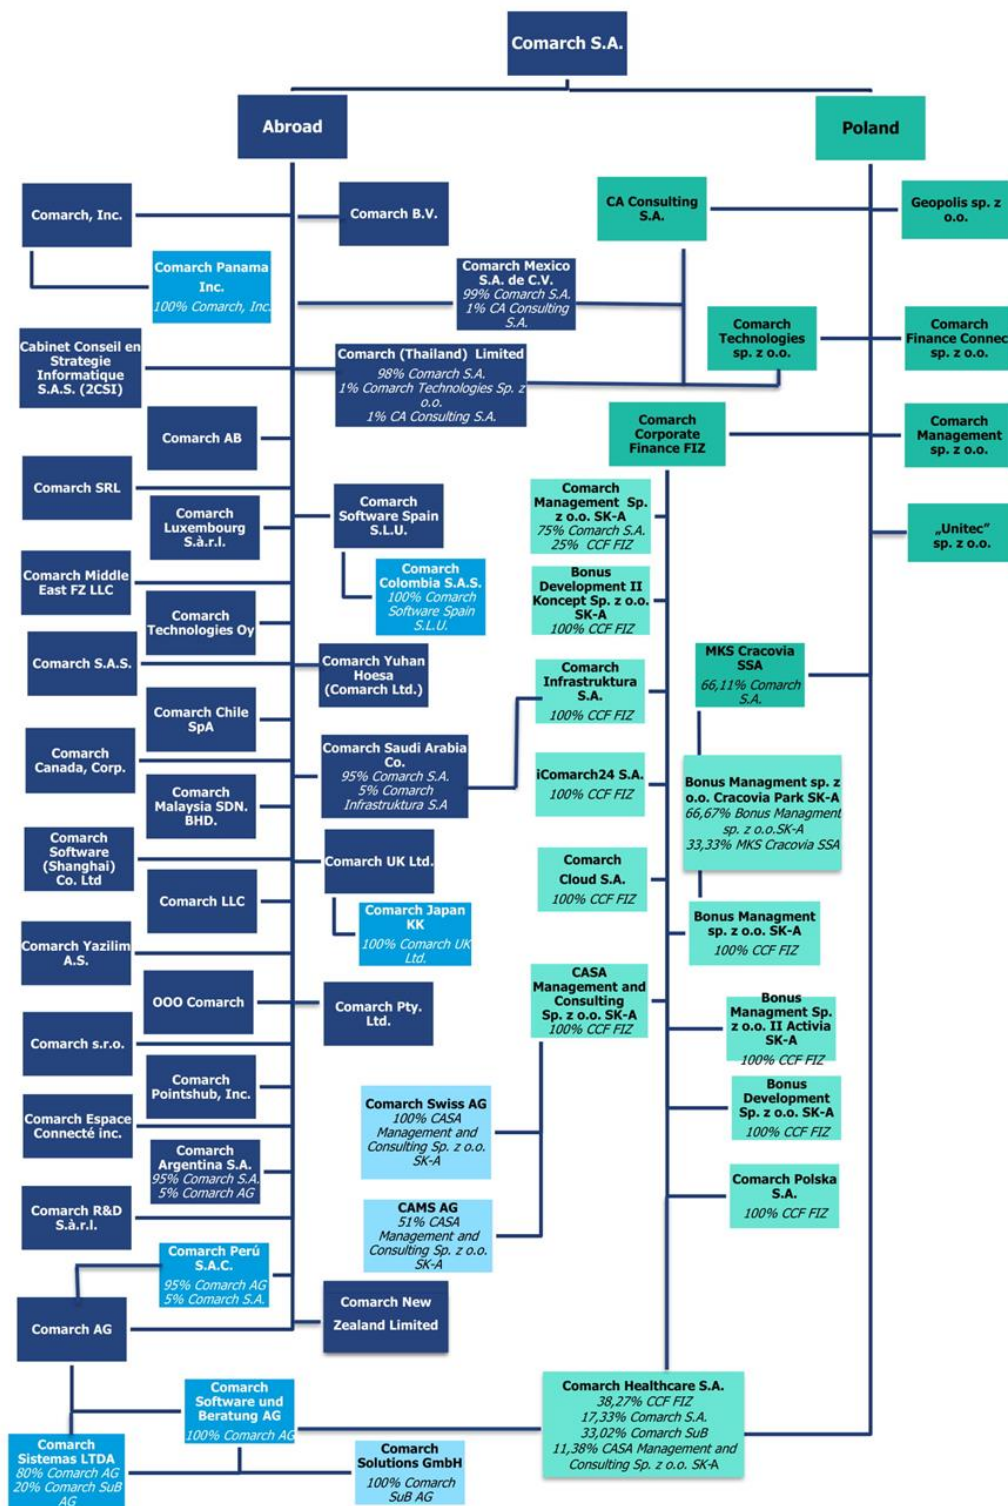 Comarch S.A.
Abroad
Poland
Comarch, Inc.
Comarch B.V.
CA Consulting
S.A.
Geopolis sp. z
o.o.
Comarch Panama
Inc.
100% Comarch, Inc.
Comarch Mexico
S.A. de C.V.
99% Comarch S.A.
1% CA Consulting
S.A.
Cabinet Conseil en
Strategie
Informatique
S.A.S. (2CSI)
Comarch (Thailand) Limited
98% Comarch S.A.
1% Comarch Technologies Sp. z
o.o.
1% CA Consulting S.A.
Comarch
Technologies
sp. z o.o.
Comarch
Finance Connec
sp. z o.o.
Comarch AB
Comarch
Corporate
Finance FIZ
Comarch
Management
sp. z o.o.
Comarch SRL
Comarch
Luxembourg
S.à.r.l.
Comarch
Software Spain
S.L.U.
Comarch
Management Sp.
z o.o. SK-A
75% Comarch S.A.
25% CCF FIZ
„Unitec”
sp. z o.o.
Comarch Middle
East FZ LLC
Comarch
Colombia S.A.S.
100% Comarch
Software Spain
S.L.U.
Bonus
Development II
Koncept Sp. z o.o.
SK-A
100% CCF FIZ
Comarch
Technologies Oy
Comarch S.A.S.
Comarch Yuhan
Hoesa
(Comarch Ltd.)
Comarch
Infrastruktura
S.A.
100% CCF FIZ
MKS Cracovia
SSA
66,11% Comarch
S.A.
Comarch Chile
SpA
Comarch
Canada, Corp.
Comarch Saudi Arabia
Co.
95% Comarch S.A.
5% Comarch
Infrastruktura S.A
iComarch24 S.A.
100% CCF FIZ
Bonus Managment sp. z
o.o. Cracovia Park SK-A
66,67% Bonus Managment
sp. z o.o.SK-A
33,33% MKS Cracovia SSA
Comarch
Malaysia SDN.
BHD.
Comarch
Software
(Shanghai)
Co. Ltd
Comarch UK Ltd.
Comarch
Cloud S.A.
100% CCF FIZ
Comarch LLC
Comarch Japan
KK
100% Comarch UK
Ltd.
Bonus Managment
sp. z o.o. SK-A
100% CCF FIZ
Comarch Yazilim
A.S.
OOO Comarch
Comarch Pty.
Ltd.
CASA
Management and
Consulting
Sp. z o.o. SK-A
100% CCF FIZ
Bonus
Managment Sp.
z o.o. II Activia
SK-A
100% CCF FIZ
Comarch s.r.o.
Comarch
Pointshub, Inc.
Comarch Swiss AG
100% CASA
Management and
Consulting Sp. z o.o.
SK-A
Bonus
Development
Sp. z o.o. SK-A
100% CCF FIZ
Comarch Espace
Connecté inc.
Comarch
Argentina S.A.
95% Comarch S.A.
5% Comarch AG
Comarch Polska
S.A.
100% CCF FIZ
Comarch R&D
S.à.r.l.
CAMS AG
51% CASA
Management and
Consulting Sp. z o.o.
SK-A
Comarch Perú
S.A.C.
95% Comarch AG
5% Comarch S.A.
Comarch AG
Comarch New
Zealand Limited
Comarch
Software und
Beratung AG
100% Comarch AG
Comarch Healthcare S.A.
38,27% CCF FIZ
17,33% Comarch S.A.
33,02% Comarch SuB
11,38% CASA Management and
Consulting Sp. z o.o. SK-A
Comarch
Sistemas LTDA
80% Comarch AG
20% Comarch SuB
AG
Comarch
Solutions GmbH
100% Comarch
SuB AG